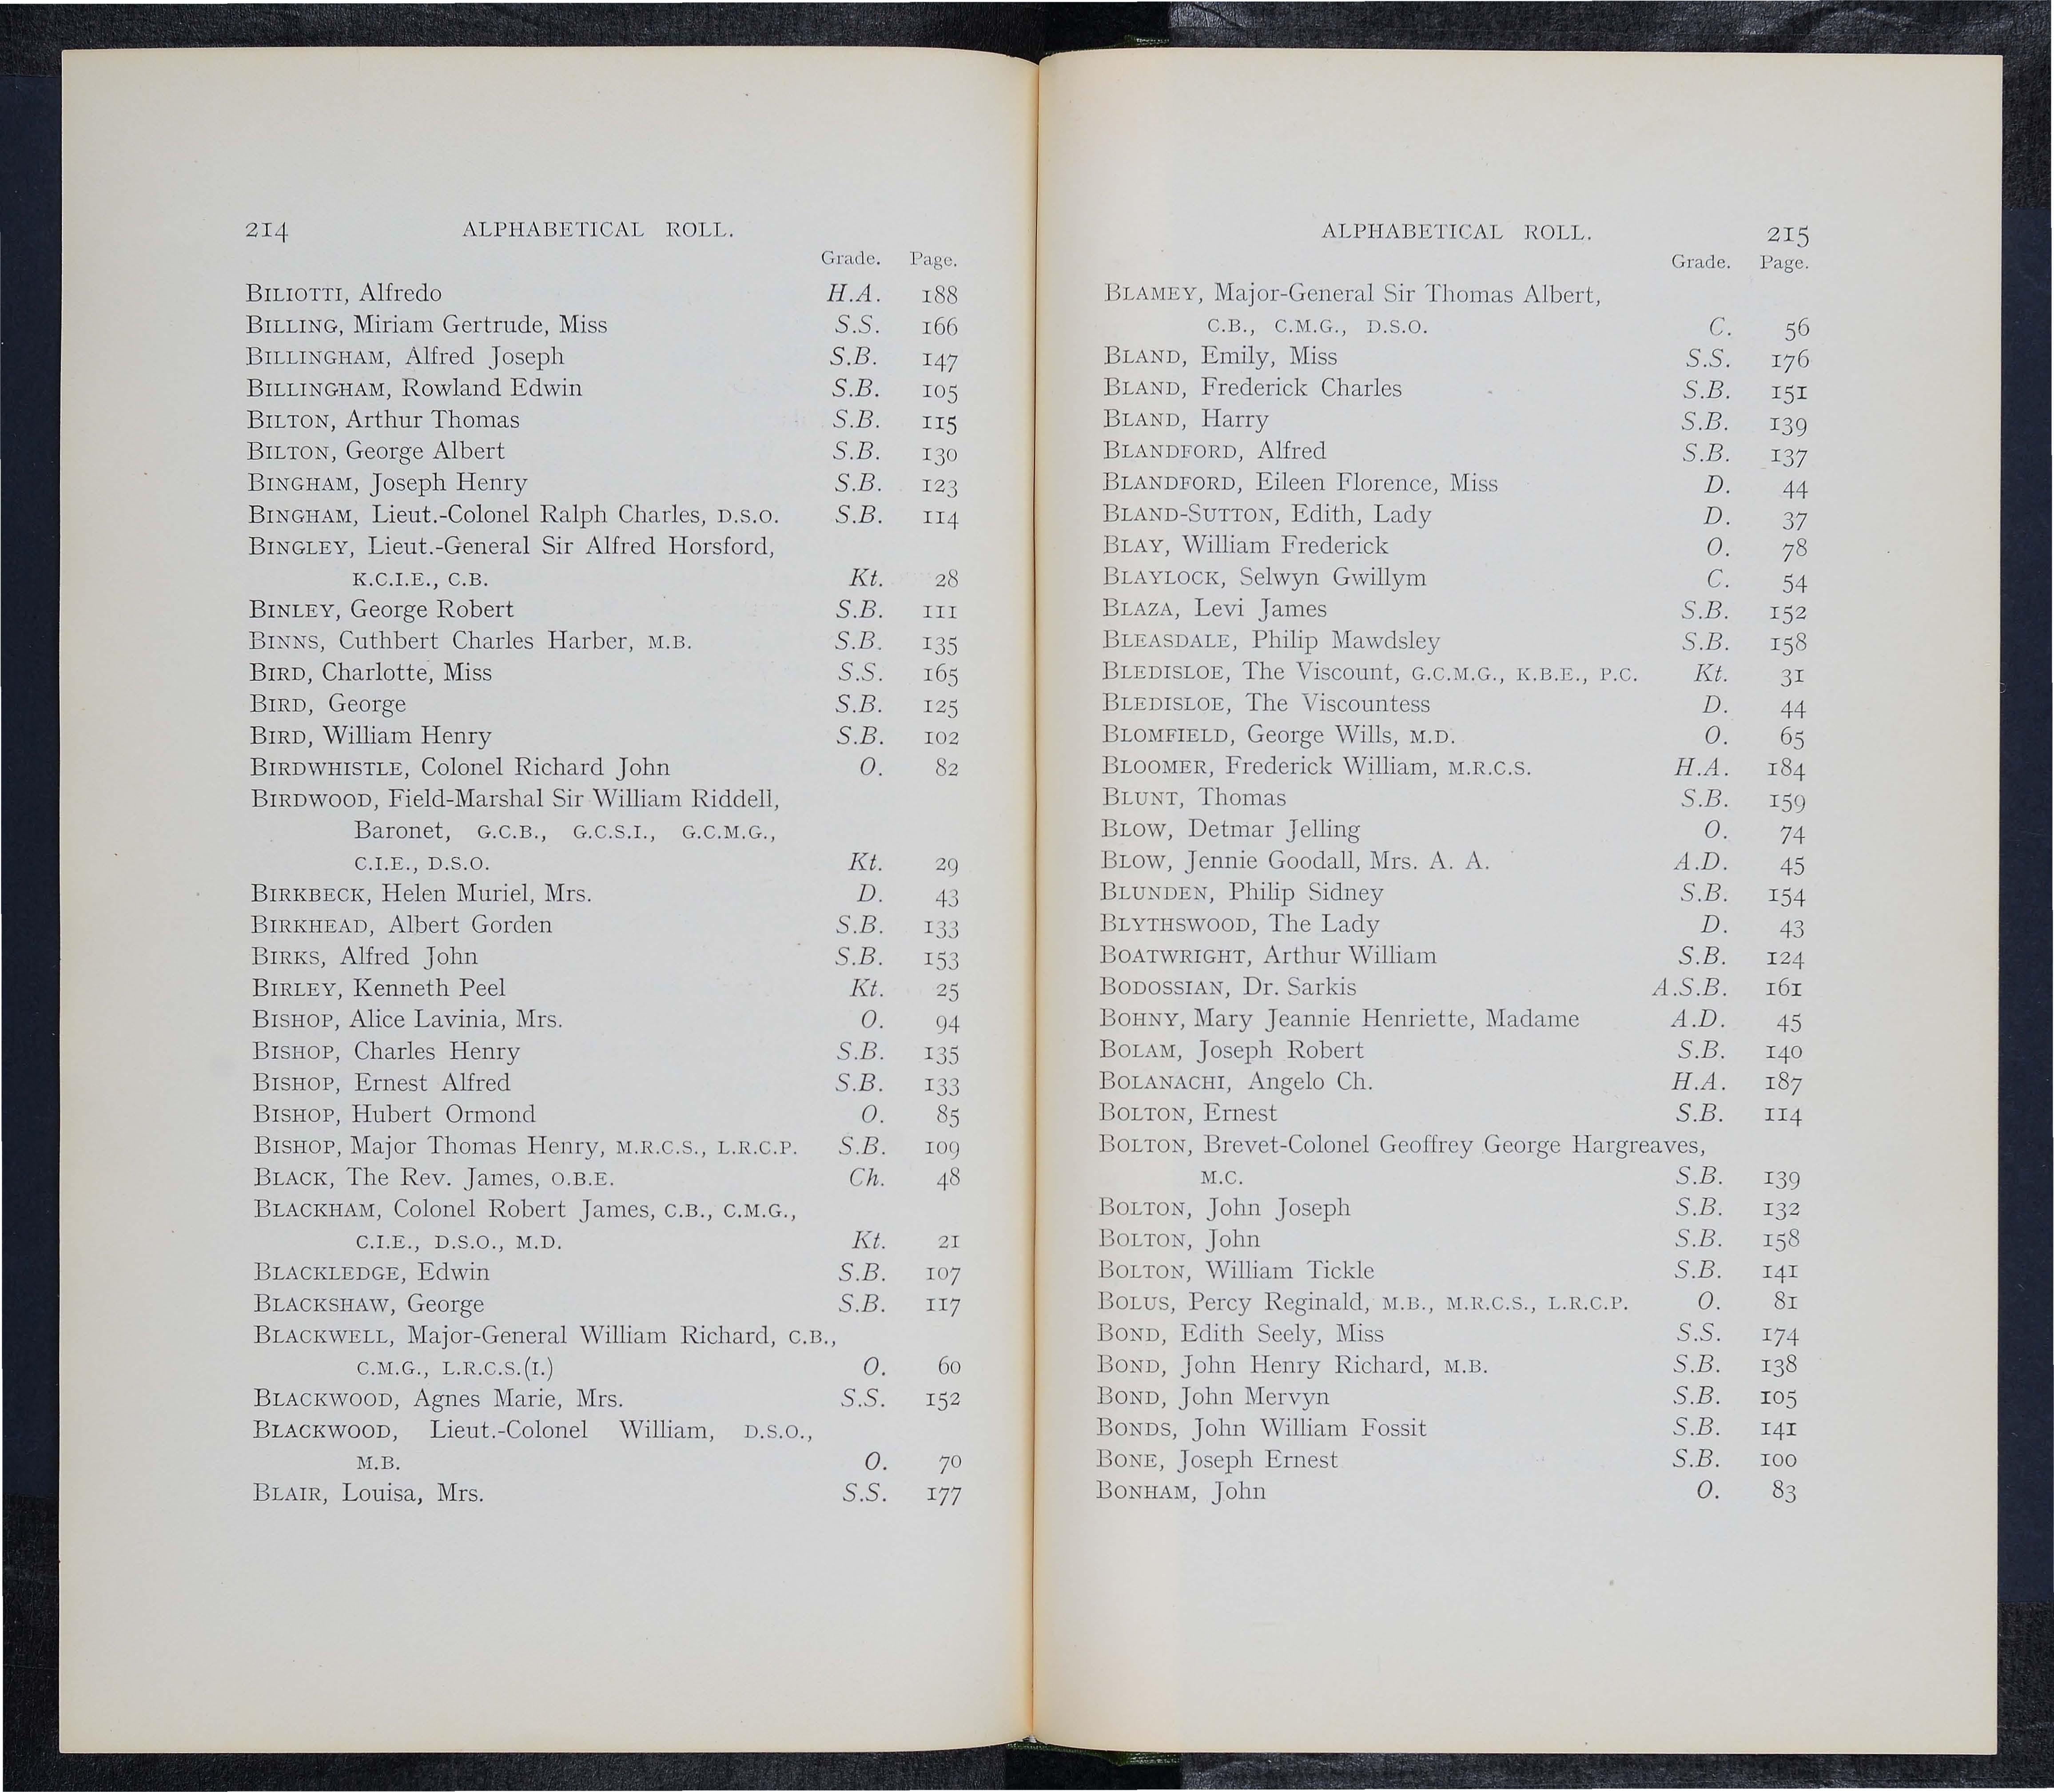 214 ALPHABETICAL ROLL.
Grade. Page.
BILIOTTI, Alfredo H.A. 188
BILLING, Miriam Gertrude, Miss S.S. 166
BILLINGHAM, Alfred Joseph S.B. 147
BILLINGHAM, Rowland Edwin S.B. 105
BILTON, Arthur Thomas S.B. 115
BILTON, George Albert S.B. 130
BINGHAM, Joseph Henry S.B. 123
BINGHAM, Lieut.-Colonel Ralph Charles, D.S.O. S.B. 114
BINGLEY, Lieut.-General Sir Alfred Horsford,
K.C.I.E., C.B. Kt. 28
BINLEY, George Robert S.B. 111
BINNS, Cuthbert Charles Harber, M.B. S.B. 135
BIRD, Charlotte, Miss S.S. 165
BIRD, George S.B. 125
BIRD, William Henry S.B. 102
BIRDWHISTLE, Colonel Richard John O. 82
BIRDWOOD, Field-Marshal Sir William Riddell,
Baronet, G.C.B., G.C.S.I., G.C.M.G.,
C.I.E., D.S.O. Kt. 29
BIRKBECK, Helen Muriel, Mrs. D. 43
BIRKHEAD, Albert Gorden S.B. 133
BIRKS, Alfred John S.B. 153
BIRLEY, Kenneth Peel Kt. 25
BISHOP, Alice Lavinia, Mrs. O. 94
BISHOP, Charles Henry S.B. 135
BISHOP, Ernest Alfred S.B. 133
BISHOP, Hubert Ormond O. 85
BISHOP, Major Thomas Henry, M.R.C.S., L.R.C.P. S.B. 109
BLACK, The Rev. James, O.B.E. Ch. 48
BLACKHAM, Colonel Robert James, C.B., C.M.G.,
C.I.E., D.S.O., M.D. Kt. 21
BLACKLEDGE, Edwin S.B. 107
BLACKSHAW, George S.B. 117
BLACKWELL, Major-General William Richard, C.B.,
C.M.G., L.R.C.S.(I.) O. 60
BLACKWOOD, Agnes Marie, Mrs. S.S. 152
BLACKWOOD, Lieut.-Colonel William, D.S.O.,
M.B. O. 70
BLAIR, Louisa, Mrs. S.S. 177
ALPHABETICAL ROLL. 215
Grade. Page.
BLAMEY, Major-General Sir Thomas Albert,
C.B., C.M.G., D.S.O. C. 56
BLAND, Emily, Miss S.S. 176
BLAND, Frederick Charles S.B. 151
BLAND, Harry S.B. 139
BLANDFORD, Alfred S.B. 137
BLANDFORD, Eileen Florence, Miss D. 44
BLAND-SUTTON, Edith, Lady D. 37
BLAY, William Frederick O. 78
BLAYLOCK, Selwyn Gwillym C. 54
BLAZA, Levi James S.B. 152
BLEASDALE, Philip Mawdsley S.B. 158
BLEDISLOE, The Viscount, G.C.M.G., K.B.E., P.C. Kt. 31
BLEDISLOE, The Viscountess D. 44
BLOMFIELD, George Wills, M.D. O. 65
BLOOMER, Frederick William, M.R.C.S. H.A. 184
BLUNT, Thomas S.B. 159
BLOW, Detmar Jelling O. 74
BLOW, Jennie Goodall, Mrs. A. A. A.D. 45
BLUNDEN, Philip Sidney S.B. 154
BLYTHSWOOD, The Lady D. 43
BOATWRIGHT, Arthur William S.B. 124
BODOSSIAN, Dr. Sarkis A.S.B. 161
BOHNY, Mary Jeannie Henriette, Madame A.D. 45
BOLAM, Joseph Robert S.B. 140
BOLANACHI, Angelo Ch. H.A. 187
BOLTON, Ernest S.B. 114
BOLTON, Brevet-Colonel Geoffrey George Hargreaves,
M.C. S.B. 139
BOLTON, John Joseph S.B. 132
BOLTON, John S.B. 158
BOLTON, William Tickle S.B. 141
BOLUS, Percy Reginald, M.B., M.R.C.S., L.R.C.P. O. 81
BOND, Edith Seely, Miss S.S. 174
BOND, John Henry Richard, M.B. S.B. 138
BOND, John Mervyn S.B. 105
BONDS, John William Fossit S.B. 141
BONE, Joseph Ernest S.B. 100
BONHAM, John O. 83